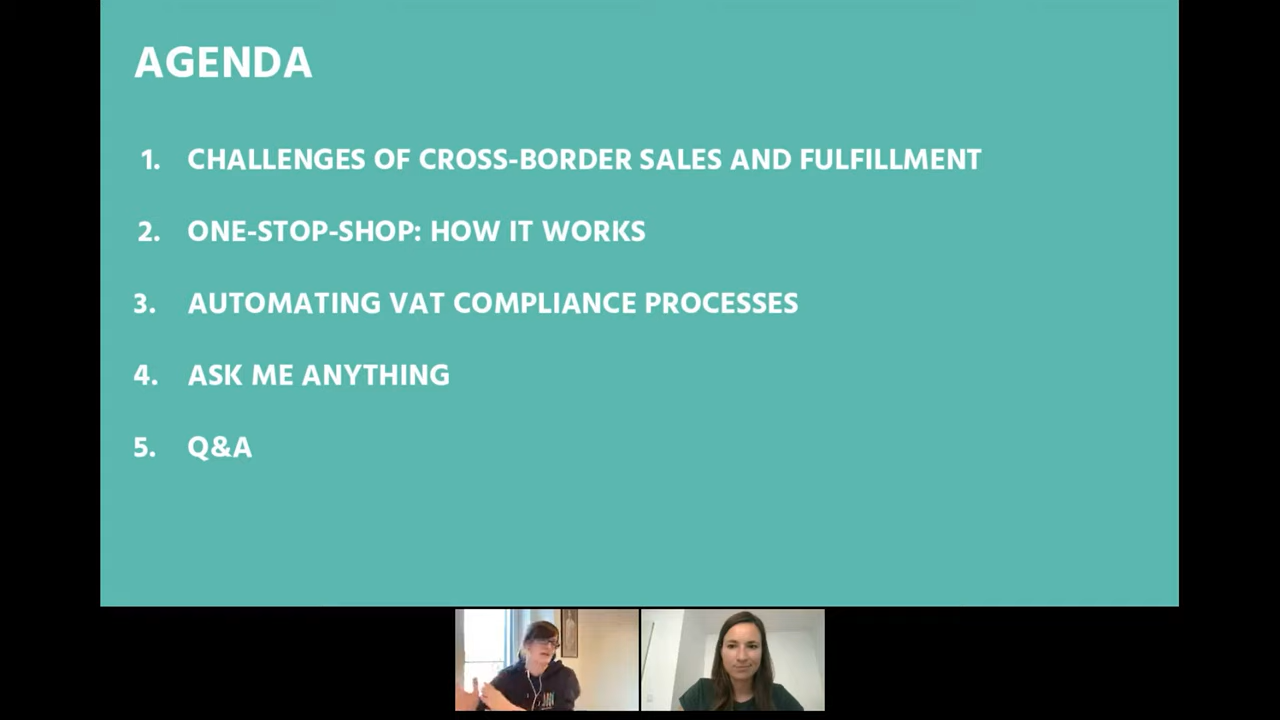 AGENDA
1. CHALLENGES OF CROSS-BORDER SALES AND FULFILLMENT
2. ONE-STOP-SHOP: HOW IT WORKS
3. AUTOMATING VAT COMPLIANCE PROCESSES
4. ASK ME ANYTHING
5. Q&A